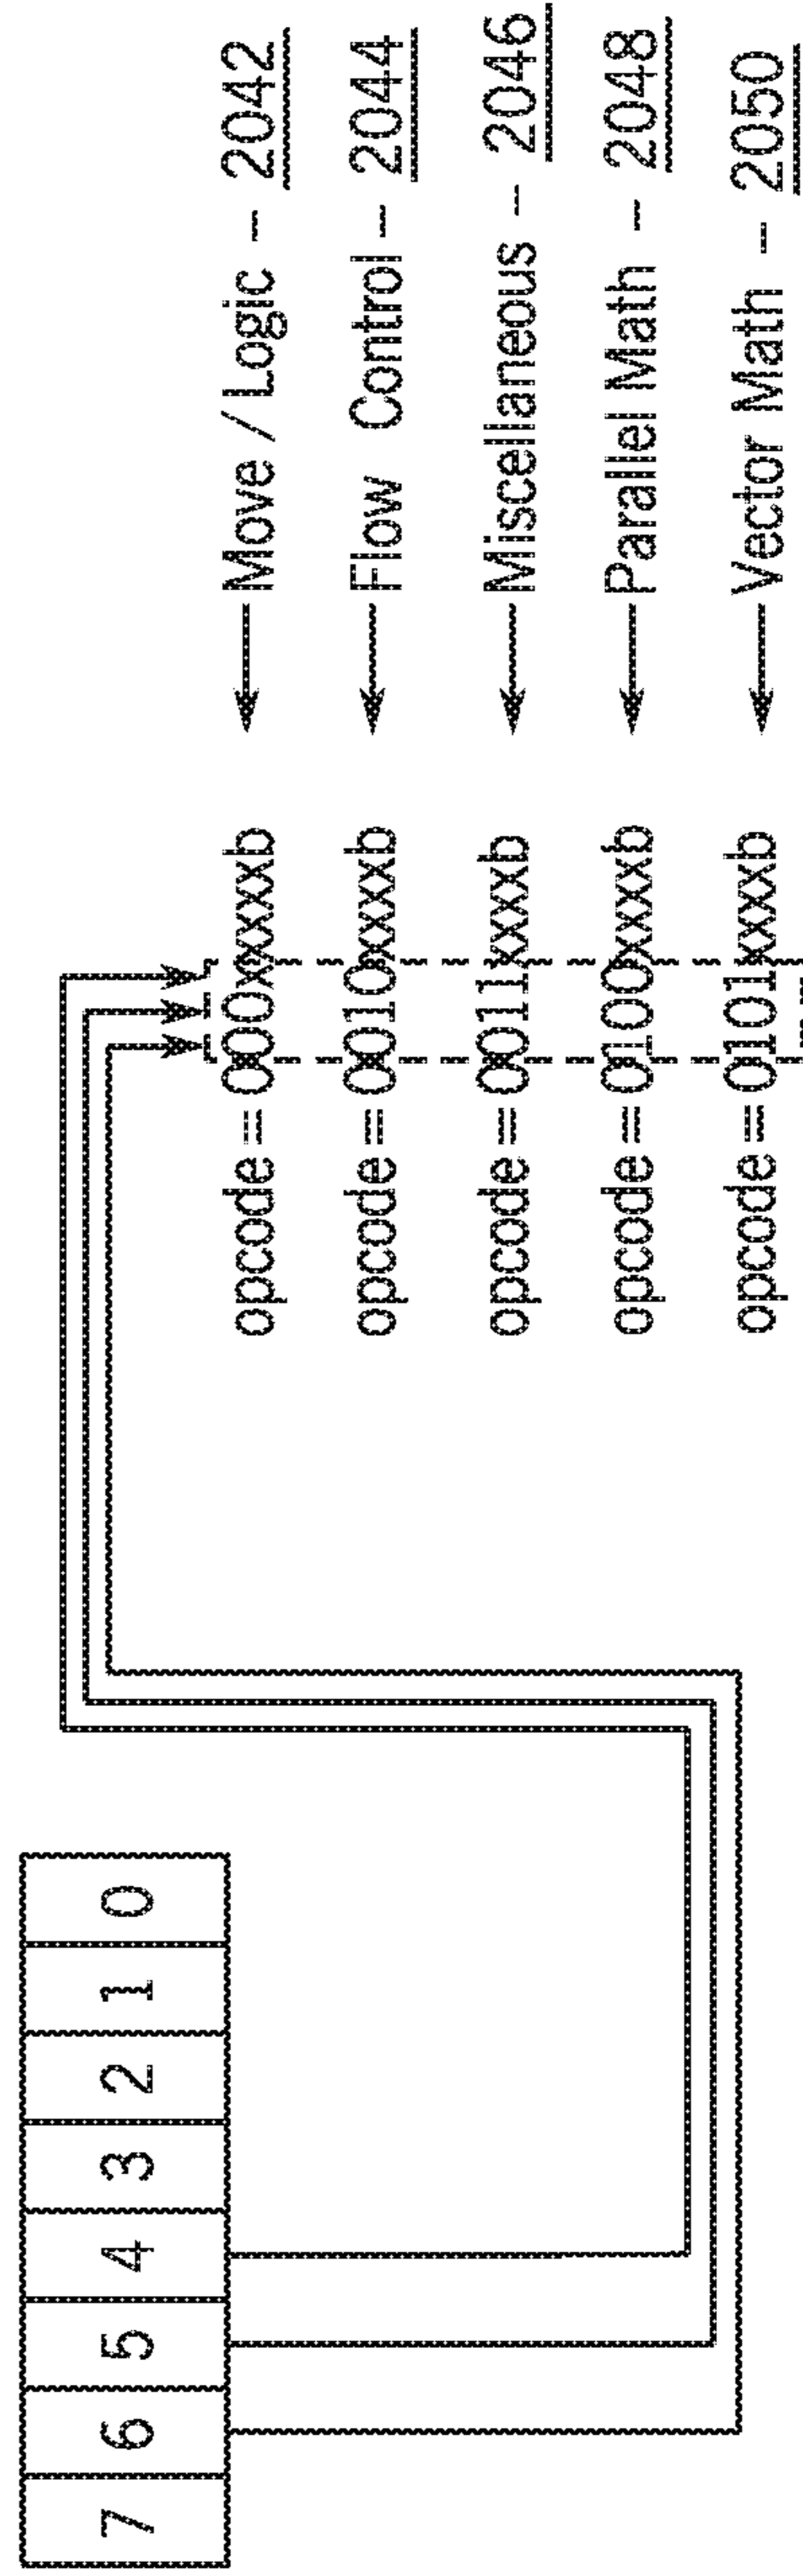 7 6 5 4 3 2 1 0
opcode=000xxxxxb ← Move / Logic – 2042
opcode=0010xxxxb ← Flow Control – 2044
opcode=0011xxxxb ← Miscellaneous – 2046
opcode=0100xxxxb ← Parallel Math – 2048
opcode=0101xxxxb ← Vector Math – 2050